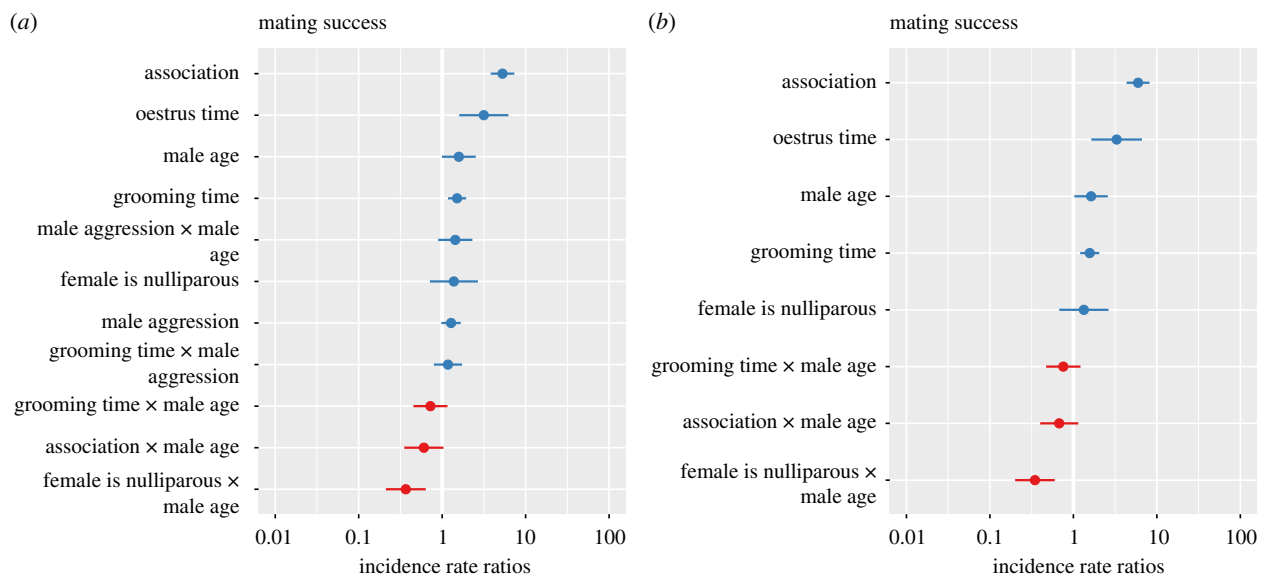 (a)
mating success
association
oestrus time
male age
grooming time
male aggression × male
age
female is nulliparous
male aggression
grooming time × male
aggression
grooming time × male age
association × male age
female is nulliparous ×
male age
0.01 0.1 1 10 100
incidence rate ratios
(b)
mating success
association
oestrus time
male age
grooming time
female is nulliparous
grooming time × male age
association × male age
female is nulliparous ×
male age
0.01 0.1 1 10 100
incidence rate ratios